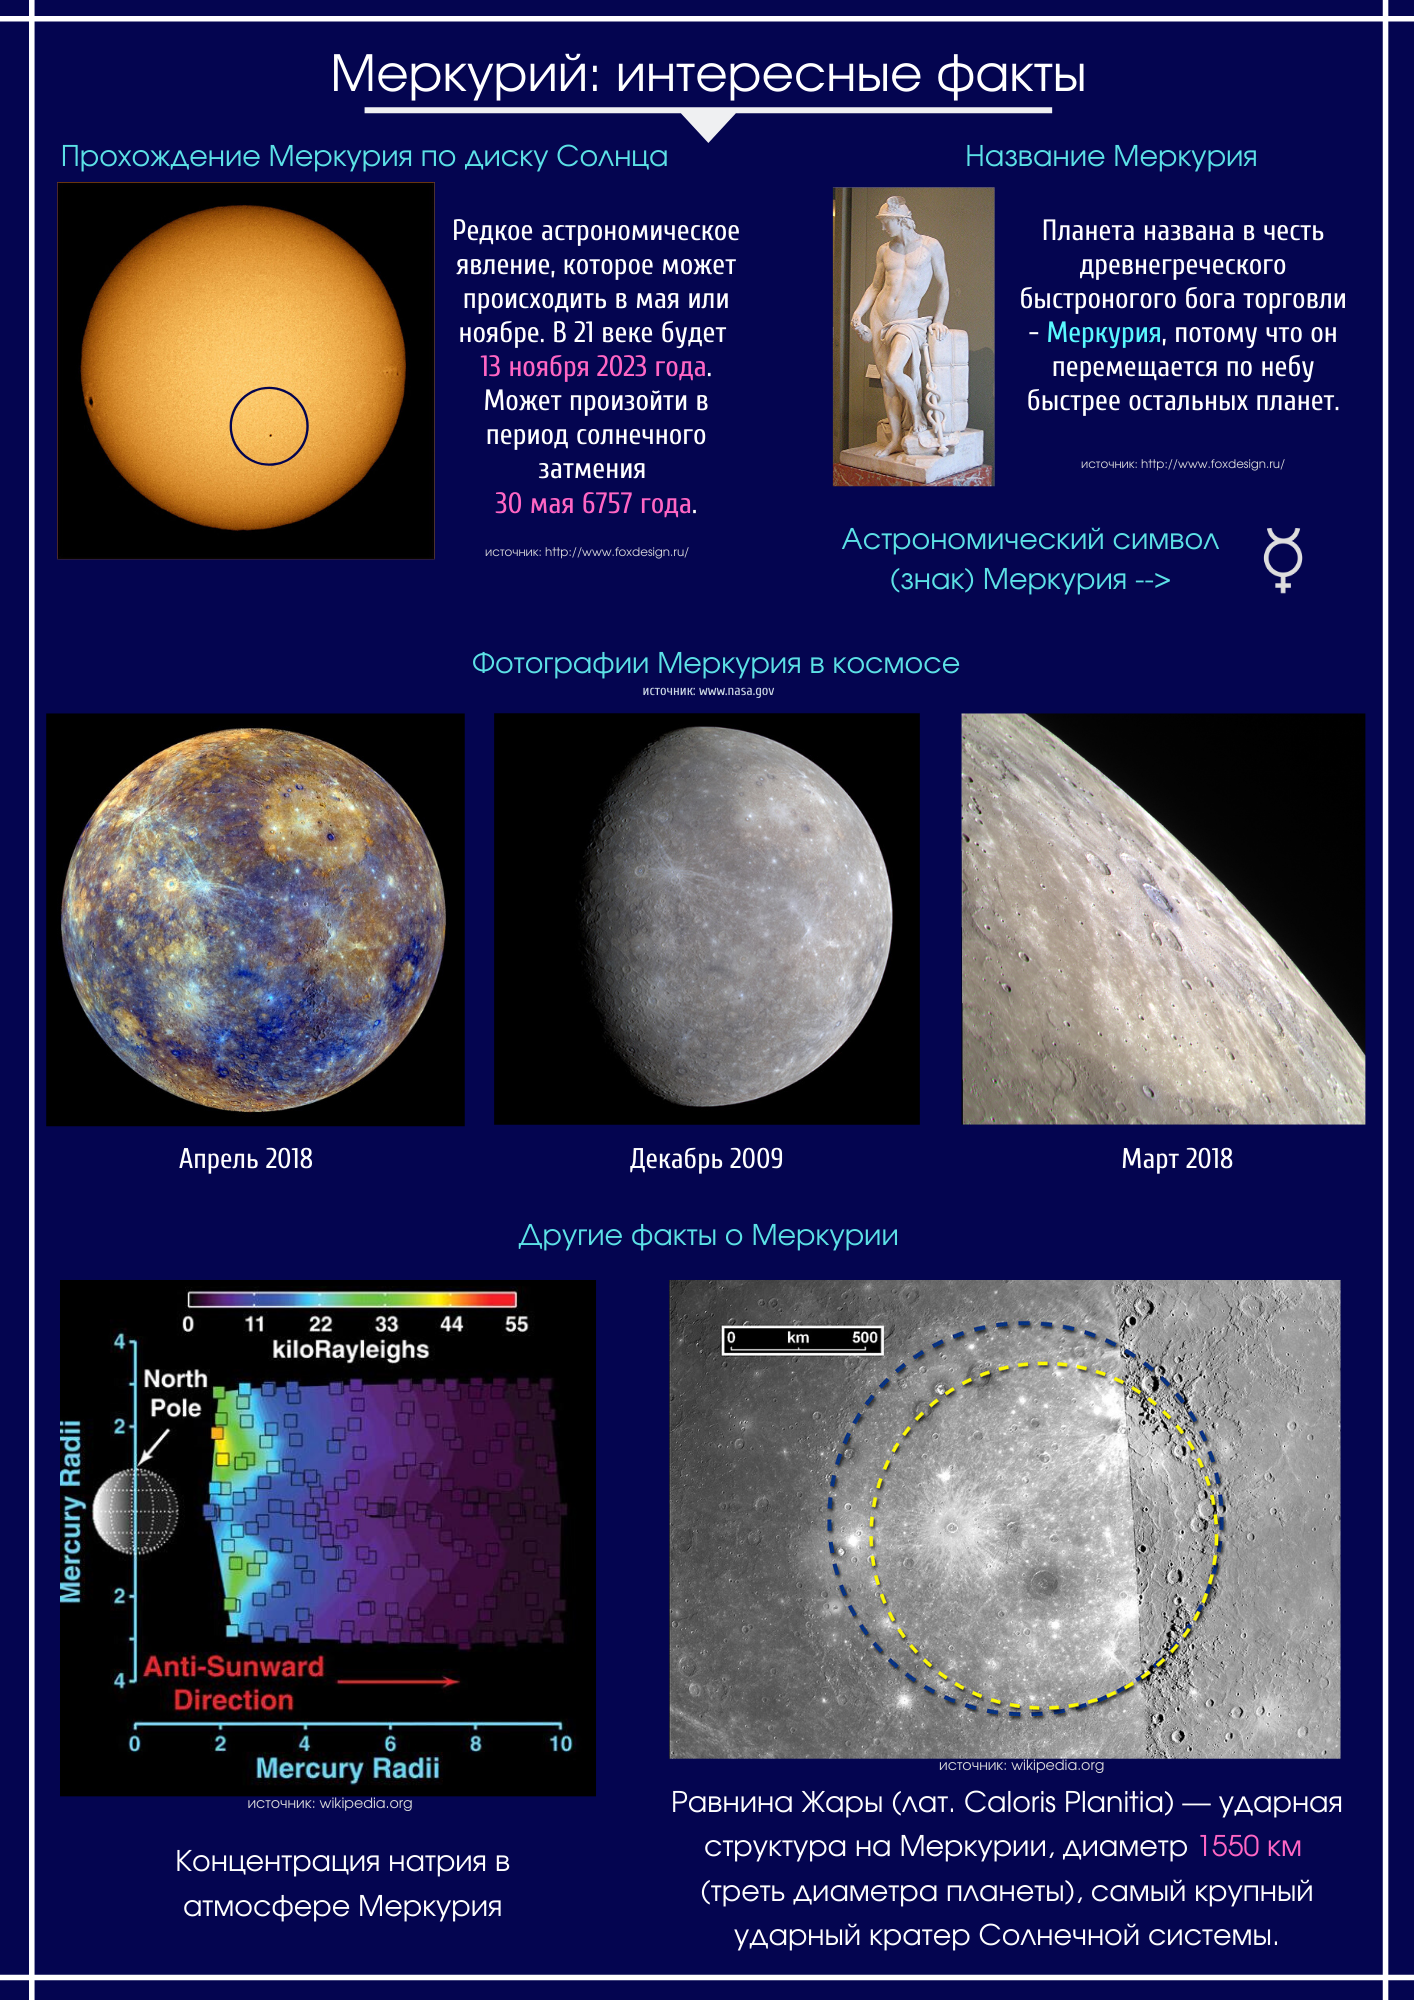 Меркурий: интересные факты
Прохождение Меркурия по диску Солнца
Редкое астрономическое
явление, которое может
происходить в мая или
ноябре. В 21 веке будет
13 ноября 2023 года.
Может произойти в
период солнечного
затмения
30 мая 6757 года.
источник: http://www.foxdesign.ru/
Название Меркурия
Планета названа в честь
древнегреческого
быстроногого бога торговли
- Меркурия, потому что он
перемещается по небу
быстрее остальных планет.
источник: http://www.foxdesign.ru/
Астрономический символ
(знак) Меркурия -->
☿
Фотографии Меркурия в космосе
источник: www.nasa.gov
Апрель 2018
Декабрь 2009
Март 2018
Другие факты о Меркурии
0 11 22 33 44 55
kiloRayleighs
4
North
Pole
2
Mercury Radii
2
4
Anti-Sunward
Direction
0 2 4 6 8 10
Mercury Radii
источник: wikipedia.org
Концентрация натрия в
атмосфере Меркурия
0 km 500
источник: wikipedia.org
Равнина Жары (лат. Caloris Planitia) — ударная
структура на Меркурии, диаметр 1550 км
(треть диаметра планеты), самый крупный
ударный кратер Солнечной системы.